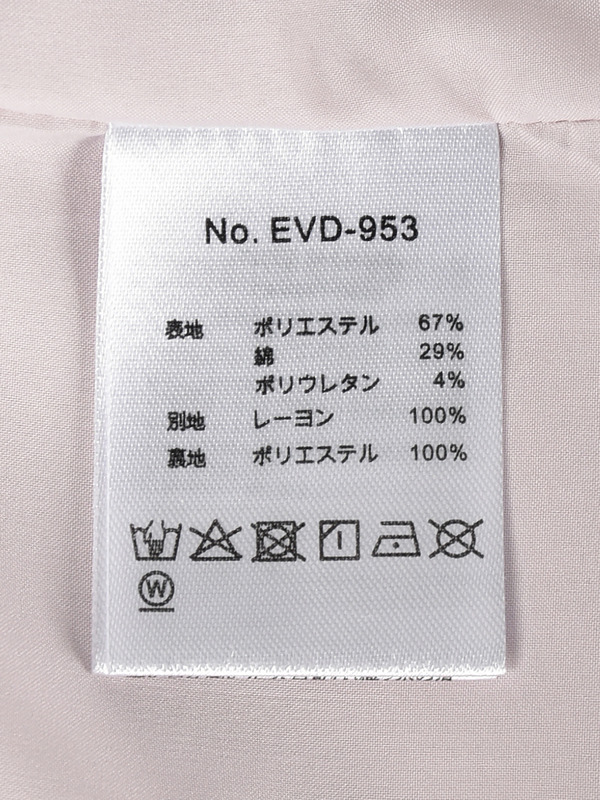 No. EVD-953
表地 ポリエステル 67%
綿 29%
ポリウレタン 4%
別地 レーヨン 100%
裏地 ポリエステル 100%
W